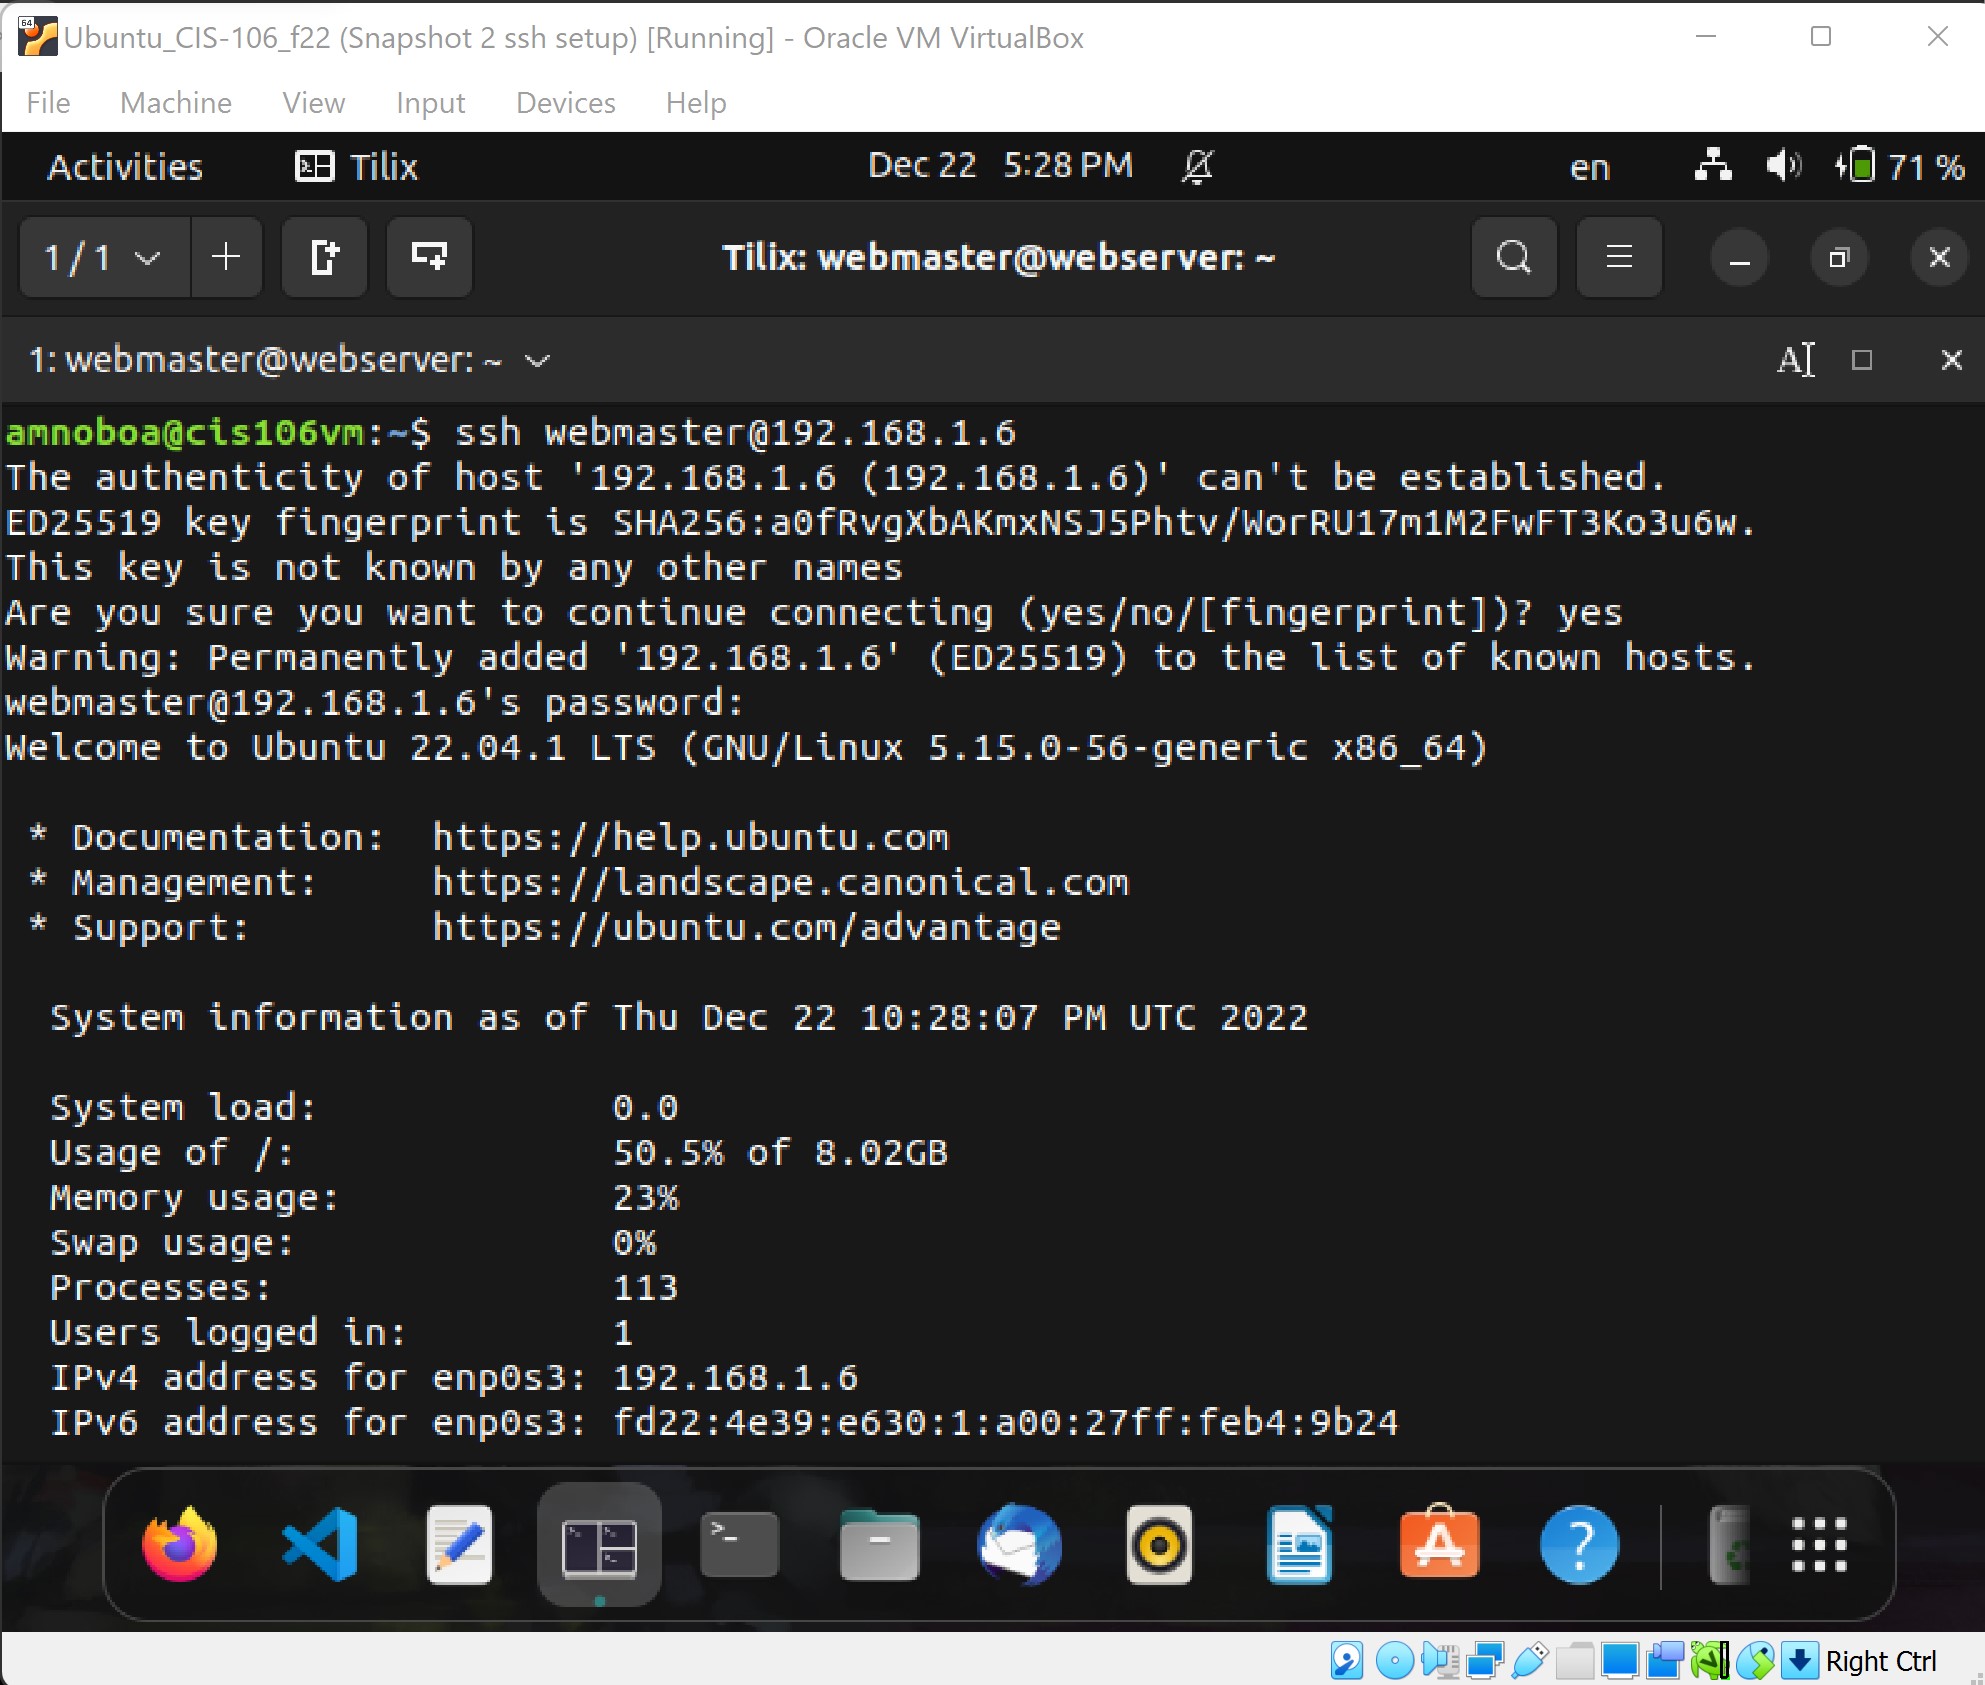 64
Ubuntu_CIS-106_f22 (Snapshot 2 ssh setup) [Running] - Oracle VM VirtualBox
File Machine View Input Devices Help
Activities Tilix Dec 22 5:28 PM en 71 %
1 / 1 Tilix: webmaster@webserver: ~
1: webmaster@webserver: ~
amnoboa@cis106vm:~$ ssh webmaster@192.168.1.6
The authenticity of host '192.168.1.6 (192.168.1.6)' can't be established.
ED25519 key fingerprint is SHA256:a0fRvgXbAKmxNSJ5Phtv/WorRU17m1M2FwFT3Ko3u6w.
This key is not known by any other names
Are you sure you want to continue connecting (yes/no/[fingerprint])? yes
Warning: Permanently added '192.168.1.6' (ED25519) to the list of known hosts.
webmaster@192.168.1.6's password:
Welcome to Ubuntu 22.04.1 LTS (GNU/Linux 5.15.0-56-generic x86_64)
* Documentation: https://help.ubuntu.com
* Management: https://landscape.canonical.com
* Support: https://ubuntu.com/advantage
System information as of Thu Dec 22 10:28:07 PM UTC 2022
System load: 0.0
Usage of /: 50.5% of 8.02GB
Memory usage: 23%
Swap usage: 0%
Processes: 113
Users logged in: 1
IPv4 address for enp0s3: 192.168.1.6
IPv6 address for enp0s3: fd22:4e39:e630:1:a00:27ff:feb4:9b24
Right Ctrl